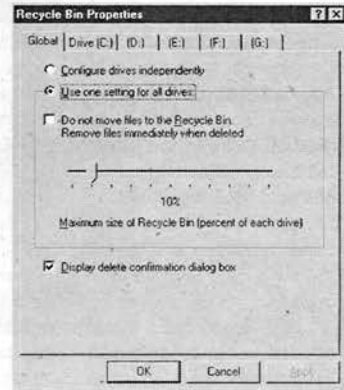 Recycle Bin Properties
Global Drive (C:) (D:) (E:) (F:) (G:)
Configure drives independently
Use one setting for all drives:
Do not move files to the Recycle Bin.
Remove files immediately when deleted
10%
Maximum size of Recycle Bin (percent of each drive)
Display delete confirmation dialog box
OK Cancel Apply